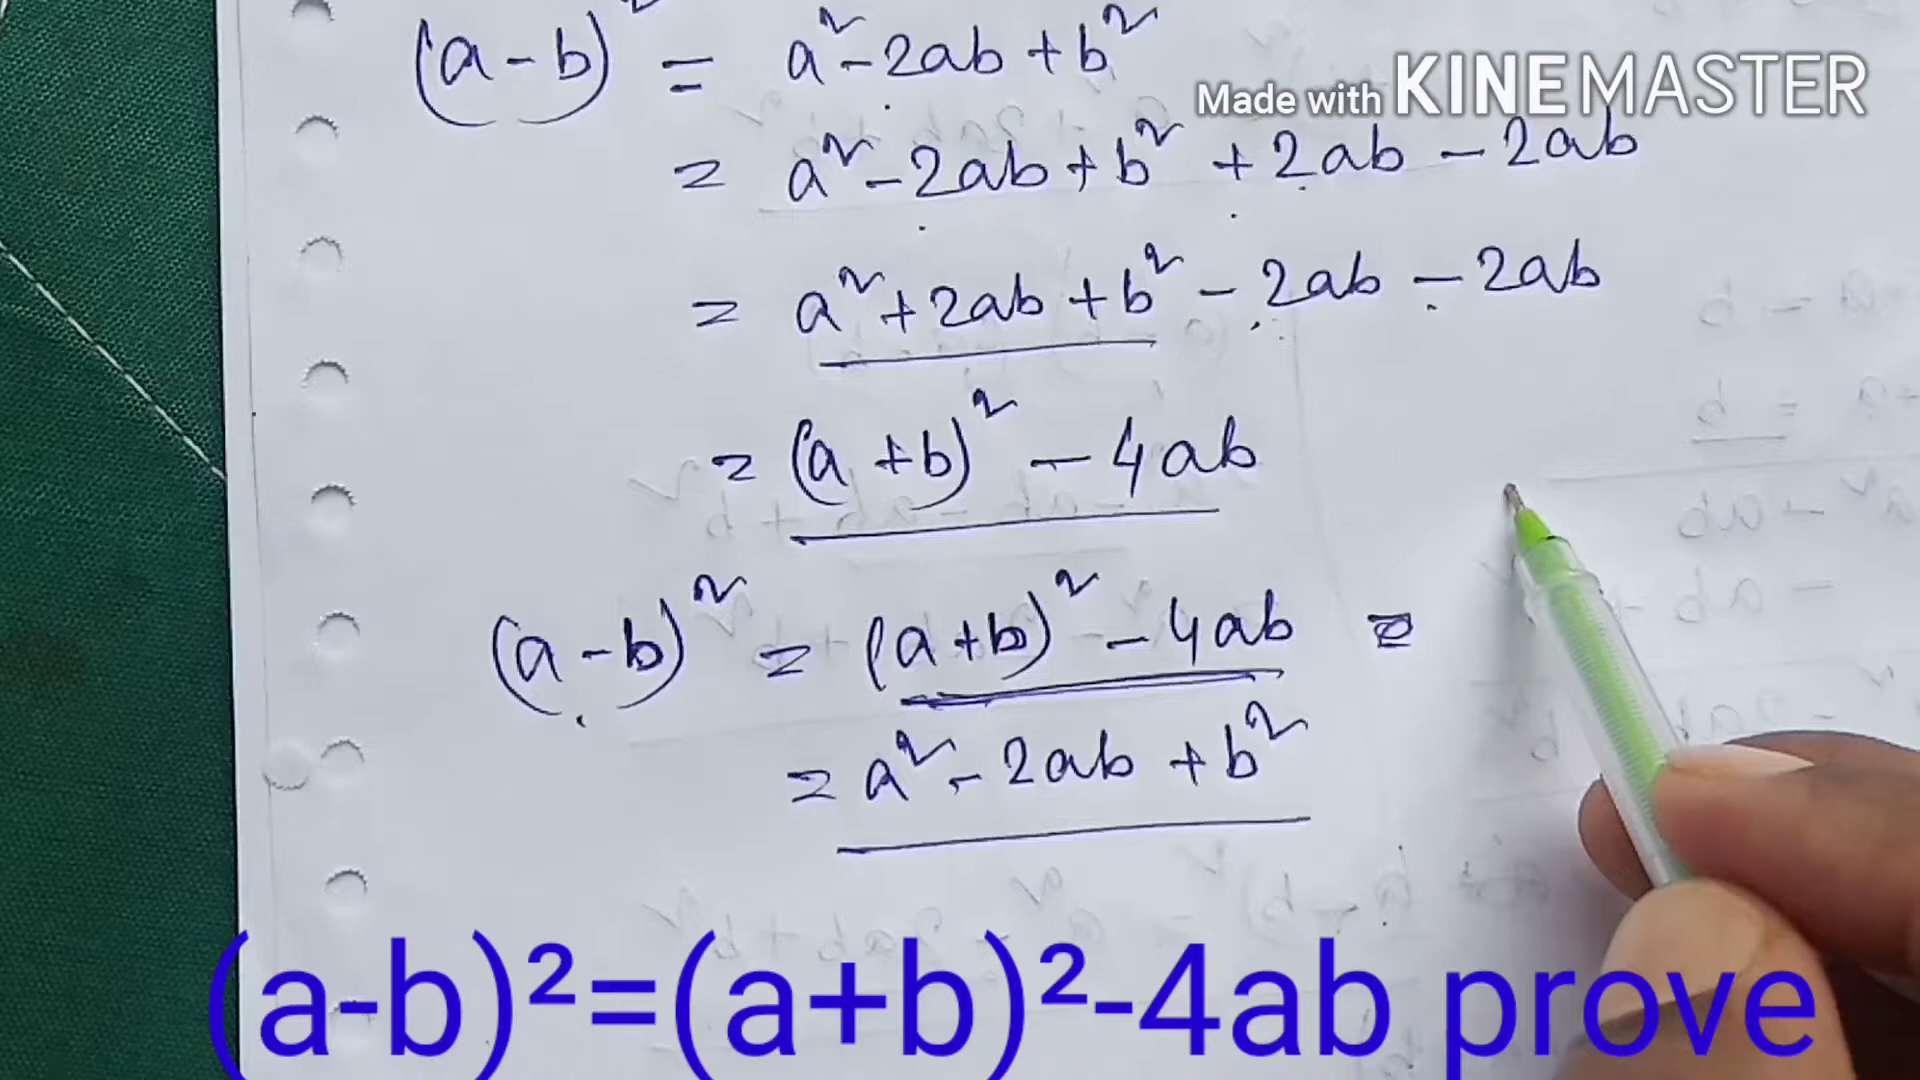 (a-b)² = a²-2ab+b²
Made with KINEMASTER
= a²-2ab+b² +2ab -2ab
= a²+2ab+b² -2ab -2ab
= (a+b)² -4ab
(a-b)² = (a+b)² -4ab =
= a²-2ab+b²
(a-b)²=(a+b)²-4ab prove